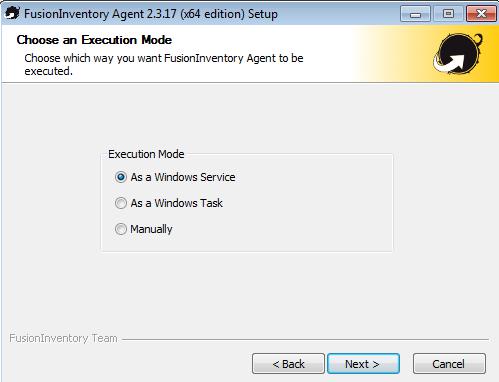 FusionInventory Agent 2.3.17 (x64 edition) Setup
Choose an Execution Mode
Choose which way you want FusionInventory Agent to be
executed.
Execution Mode
As a Windows Service
As a Windows Task
Manually
FusionInventory Team
< Back Next > Cancel